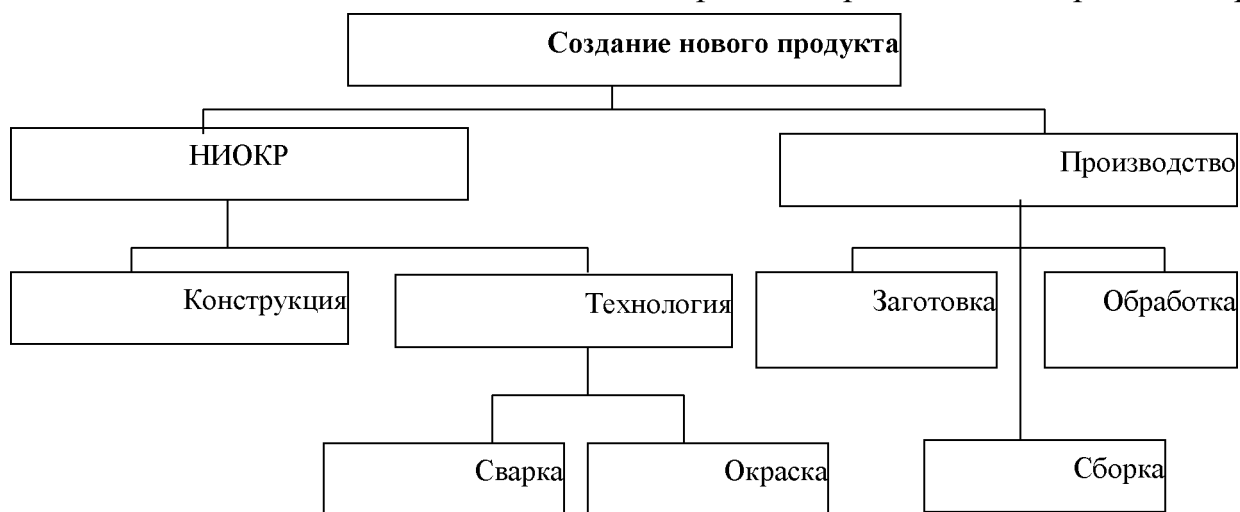 Создание нового продукта
НИОКР
Производство
Конструкция
Технология
Заготовка
Обработка
Сварка
Окраска
Сборка